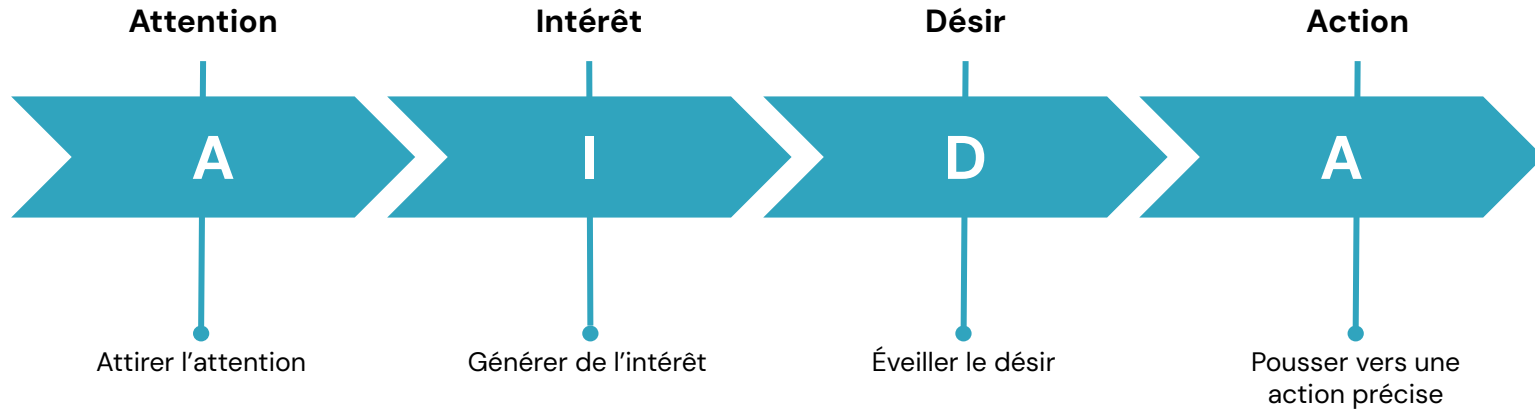 Attention
Intérêt
Désir
Action
A
I
D
A
Attirer l’attention
Générer de l’intérêt
Éveiller le désir
Pousser vers une
action précise